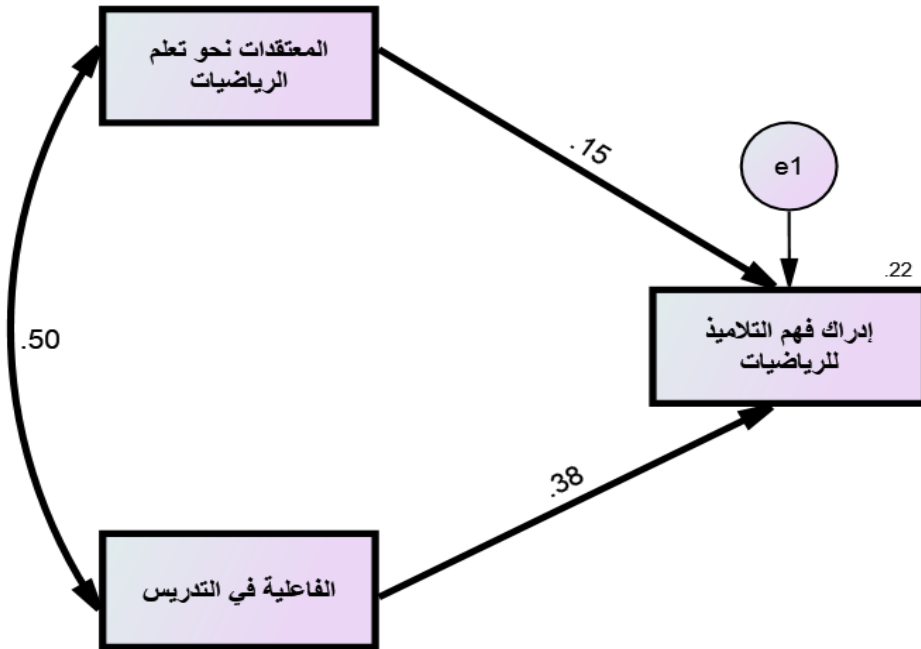 المعتقدات نحو تعلم
الرياضيات
.15
e1
.22
إدراك فهم التلاميذ
للرياضيات
.50
.38
الفاعلية في التدريس